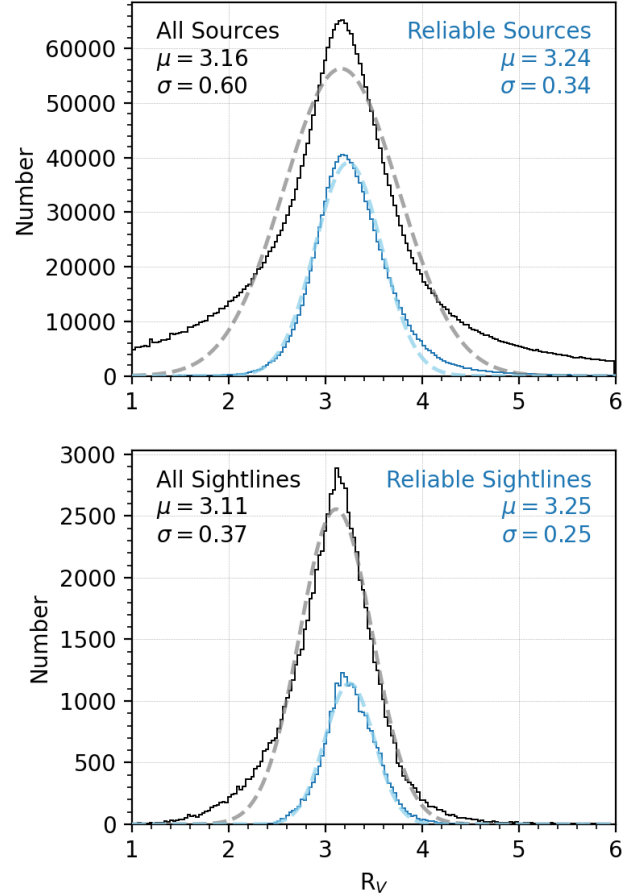 All Sources
μ = 3.16
σ = 0.60
Reliable Sources
μ = 3.24
σ = 0.34
Number
60000
50000
40000
30000
20000
10000
0
1 2 3 4 5 6
All Sightlines
μ = 3.11
σ = 0.37
Reliable Sightlines
μ = 3.25
σ = 0.25
Number
3000
2500
2000
1500
1000
500
0
1 2 3 4 5 6
R_V